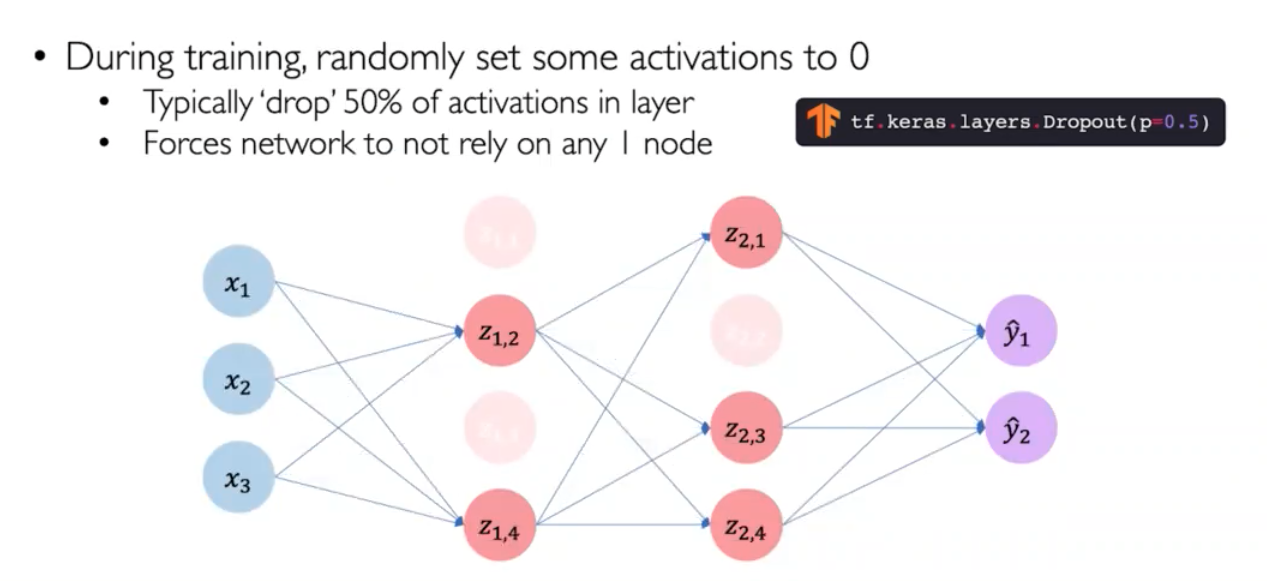 • During training, randomly set some activations to 0
• Typically ‘drop’ 50% of activations in layer
• Forces network to not rely on any 1 node
tf.keras.layers.Dropout(p=0.5)
x₁
x₂
x₃
z₁,₂
z₁,₄
z₂,₁
z₂,₃
z₂,₄
ŷ₁
ŷ₂